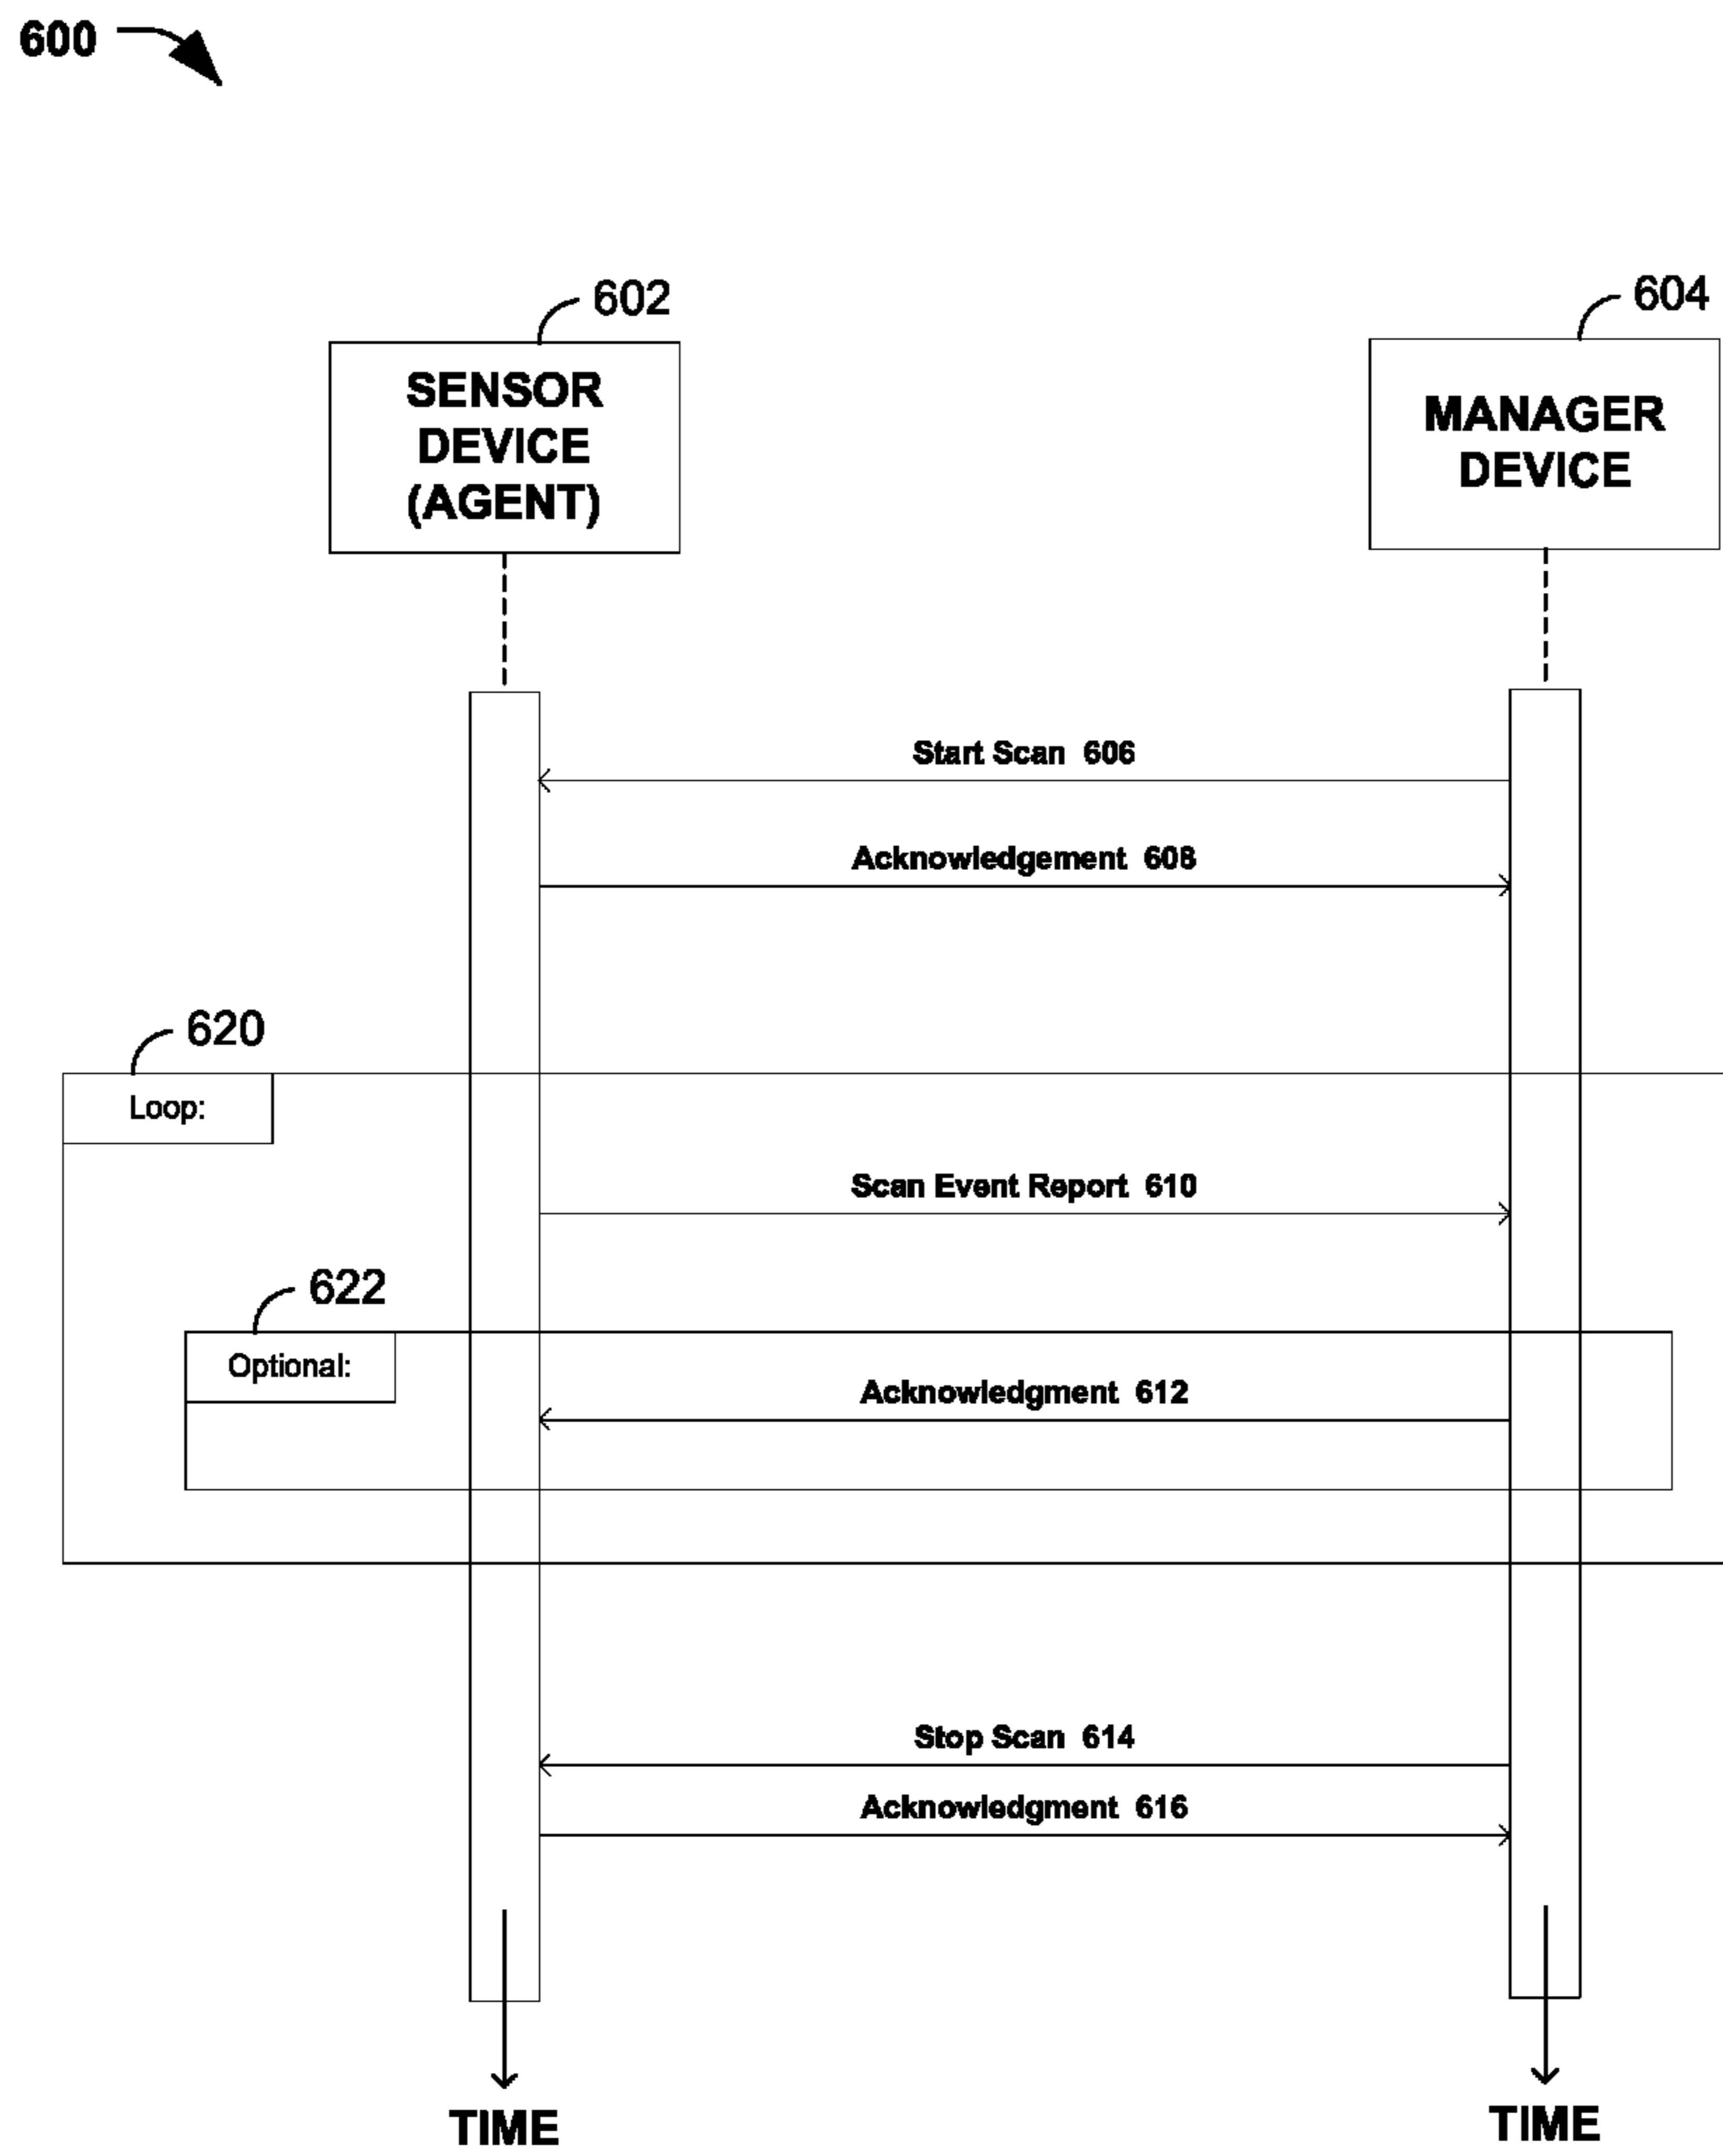 600
602
604
SENSOR
DEVICE
(AGENT)
MANAGER
DEVICE
Start Scan 606
Acknowledgement 608
620
Loop:
Scan Event Report 610
622
Optional:
Acknowledgment 612
Stop Scan 614
Acknowledgment 616
TIME
TIME